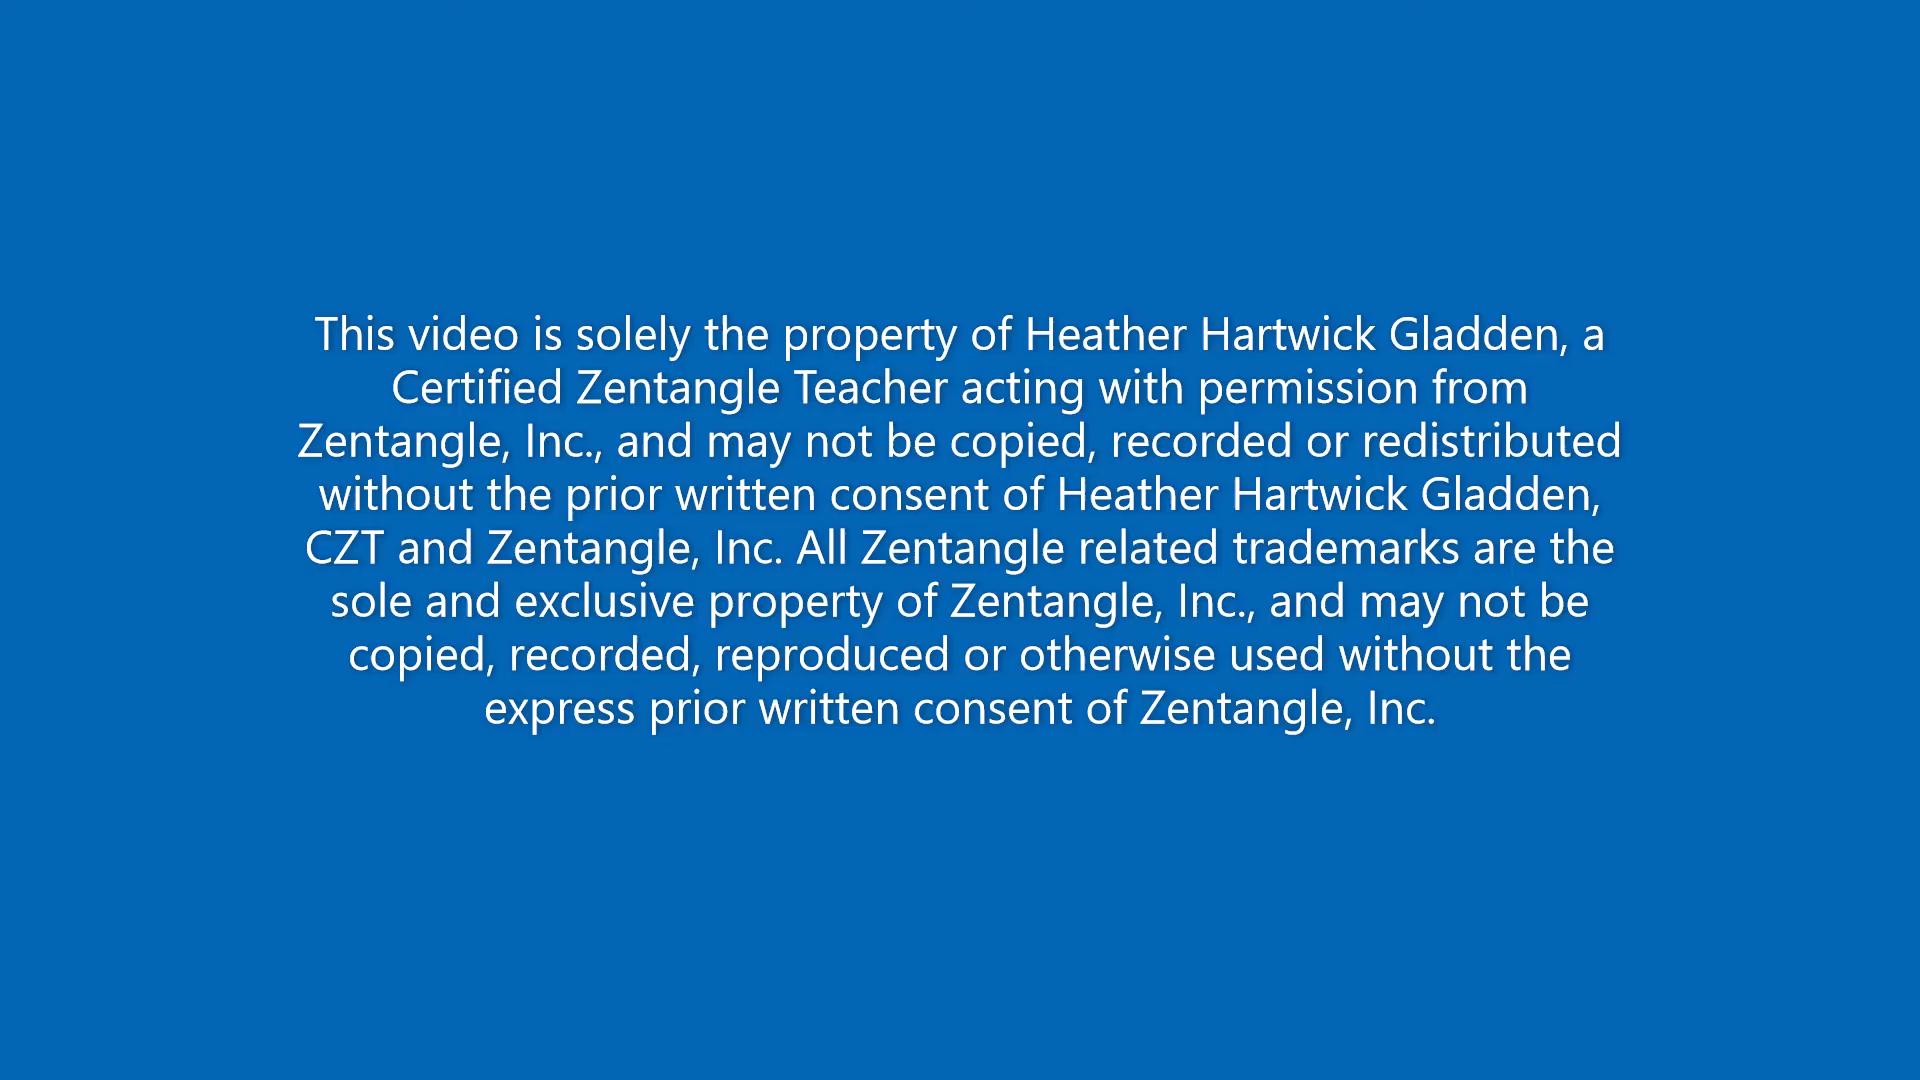 This video is solely the property of Heather Hartwick Gladden, a
Certified Zentangle Teacher acting with permission from
Zentangle, Inc., and may not be copied, recorded or redistributed
without the prior written consent of Heather Hartwick Gladden,
CZT and Zentangle, Inc. All Zentangle related trademarks are the
sole and exclusive property of Zentangle, Inc., and may not be
copied, recorded, reproduced or otherwise used without the
express prior written consent of Zentangle, Inc.